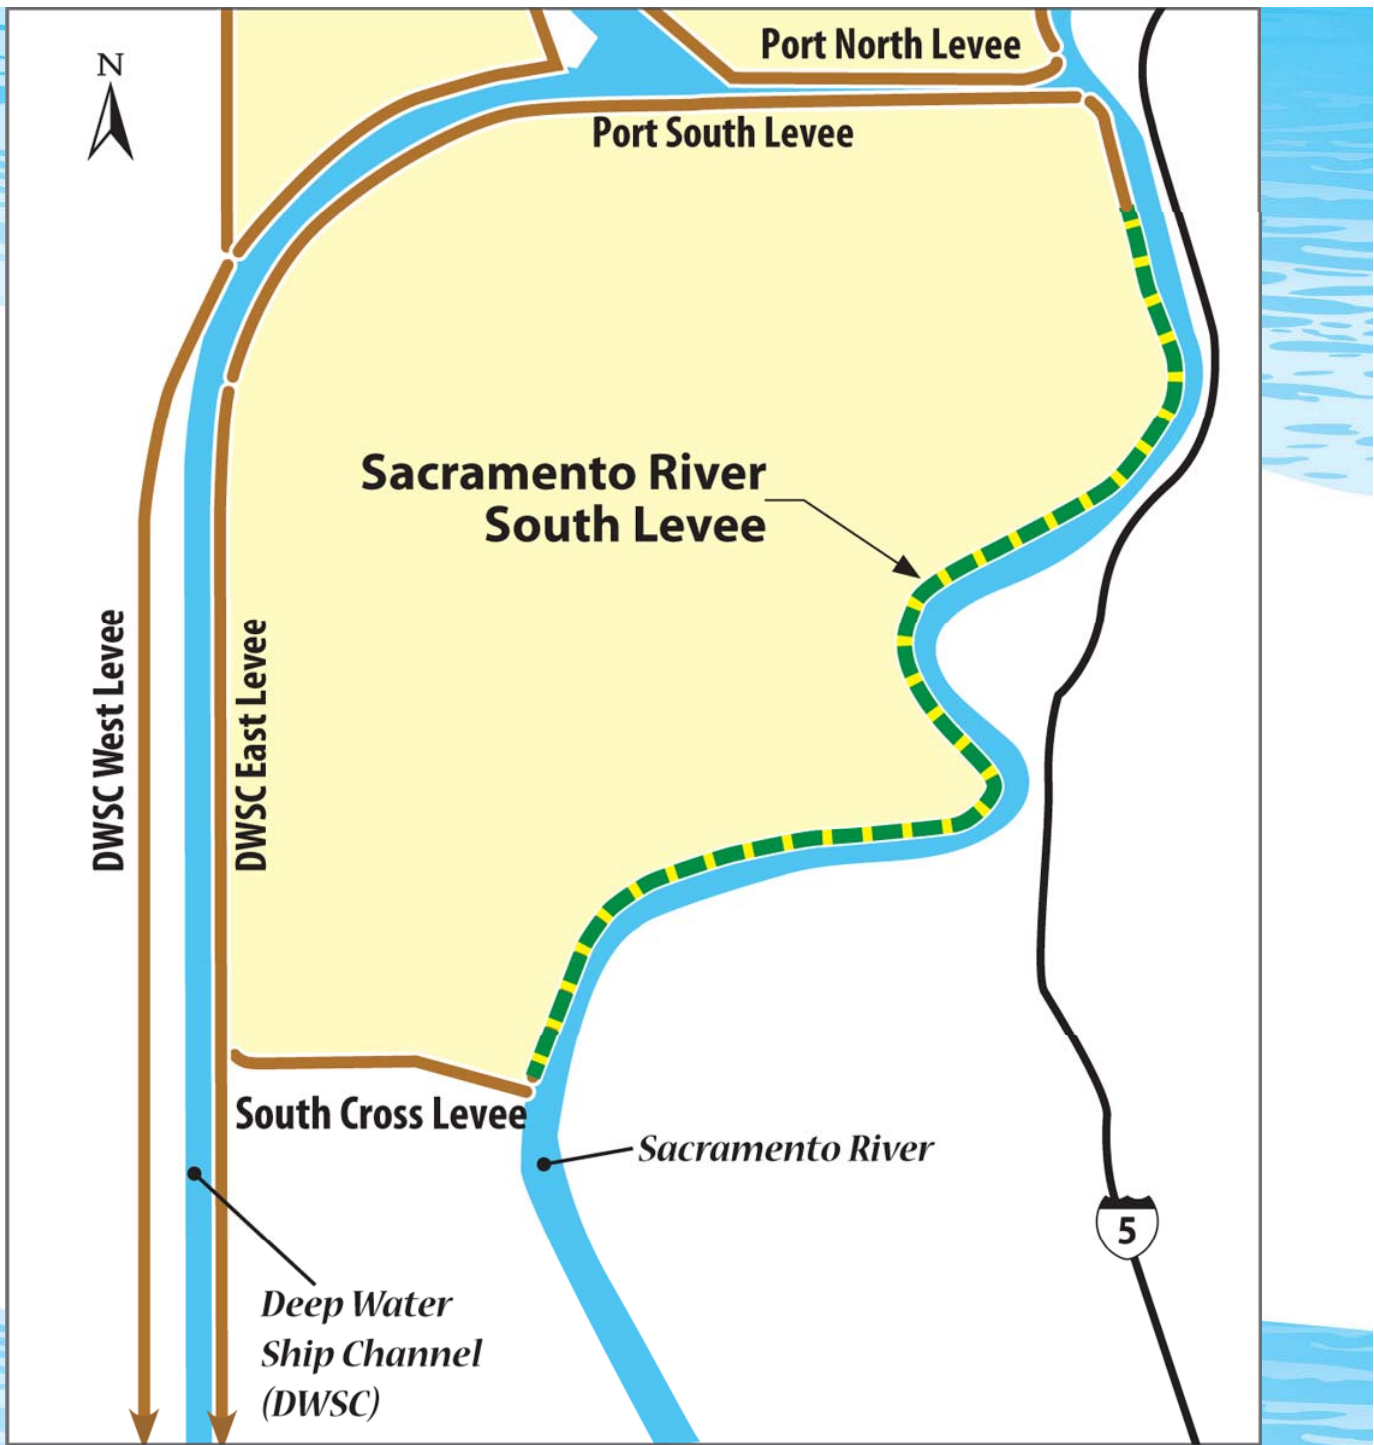 N
Port North Levee
Port South Levee
Sacramento River
South Levee
DWSC West Levee
DWSC East Levee
South Cross Levee
Sacramento River
5
Deep Water
Ship Channel
(DWSC)